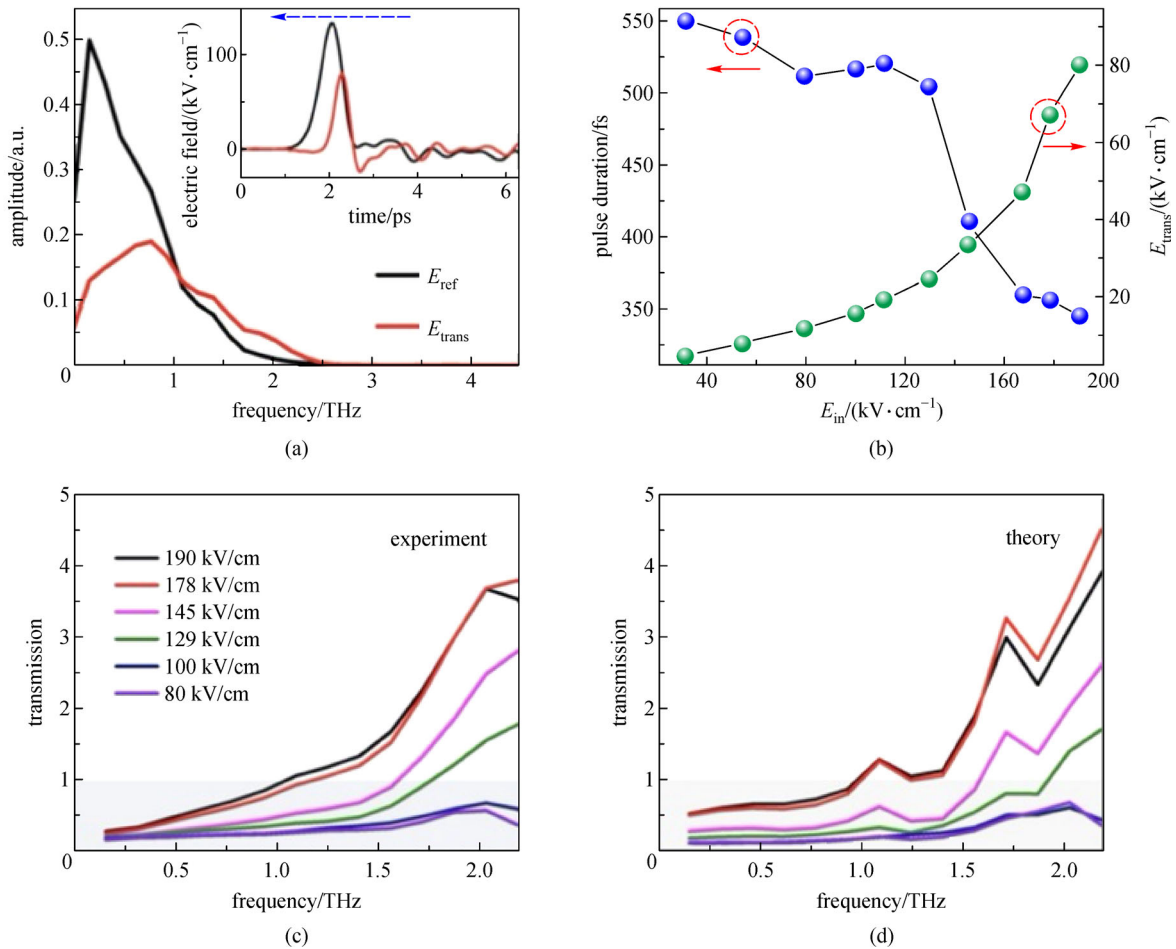 0.5
0.4
0.3
0.2
0.1
0
amplitude/a.u.
0 1 2 3 4
frequency/THz
100
0
electric field/(kV·cm⁻¹)
0 2 4 6
time/ps
E_ref
E_trans
(a)
550
525
500
475
450
425
400
375
350
325
pulse duration/fs
80
60
40
20
E_trans/(kV·cm⁻¹)
40 80 120 160 200
E_in/(kV·cm⁻¹)
(b)
5
4
3
2
1
0
transmission
experiment
190 kV/cm
178 kV/cm
145 kV/cm
129 kV/cm
100 kV/cm
80 kV/cm
0.5 1.0 1.5 2.0
frequency/THz
(c)
5
4
3
2
1
0
transmission
theory
0.5 1.0 1.5 2.0
frequency/THz
(d)